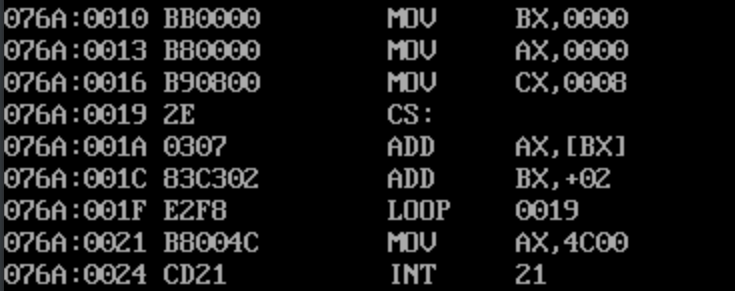 076A:0010 BB0000 MOV BX,0000
076A:0013 B80000 MOV AX,0000
076A:0016 B90800 MOV CX,0008
076A:0019 2E CS:
076A:001A 0307 ADD AX,[BX]
076A:001C 83C302 ADD BX,+02
076A:001F E2F8 LOOP 0019
076A:0021 B8004C MOV AX,4C00
076A:0024 CD21 INT 21